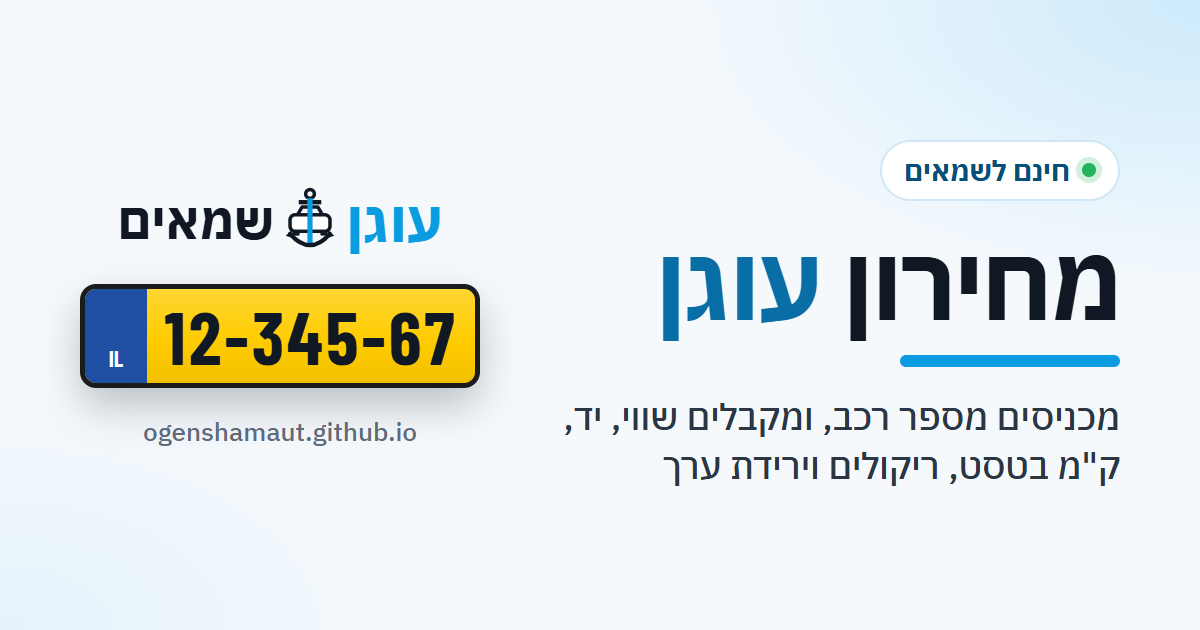 חינם לשמאים
מחירון עוגן
מכניסים מספר רכב, ומקבלים שווי, יד,
ק"מ בטסט, ריקולים וירידת ערך
עוגן שמאים
IL 12-345-67
ogenshamaut.github.io